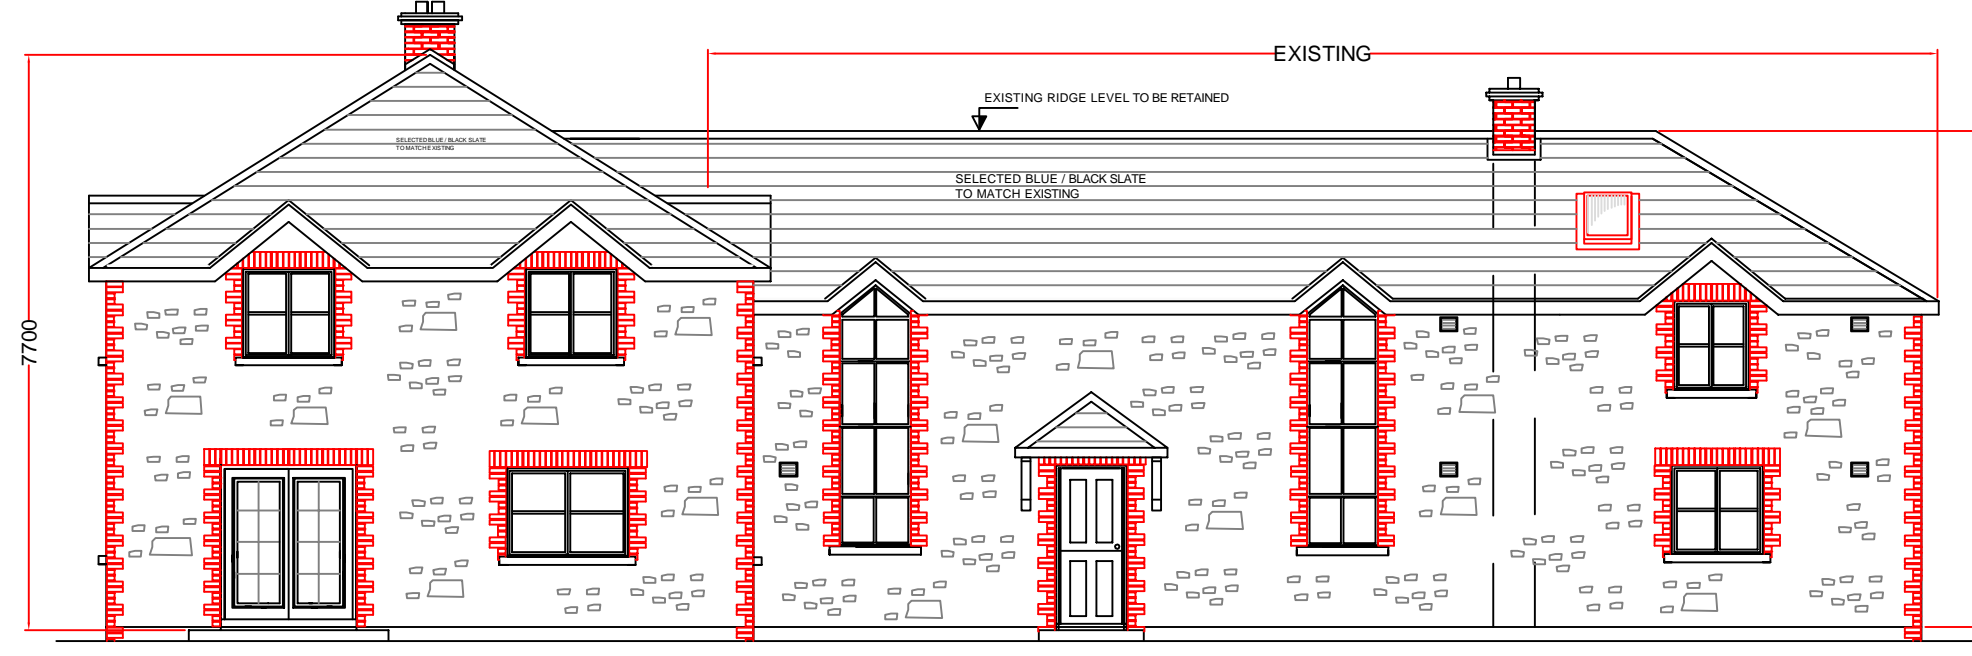 EXISTING
EXISTING RIDGE LEVEL TO BE RETAINED
SELECTED BLUE / BLACK SLATE
TO MATCH EXISTING
SELECTED BLUE / BLACK SLATE
TO MATCH EXISTING
7700